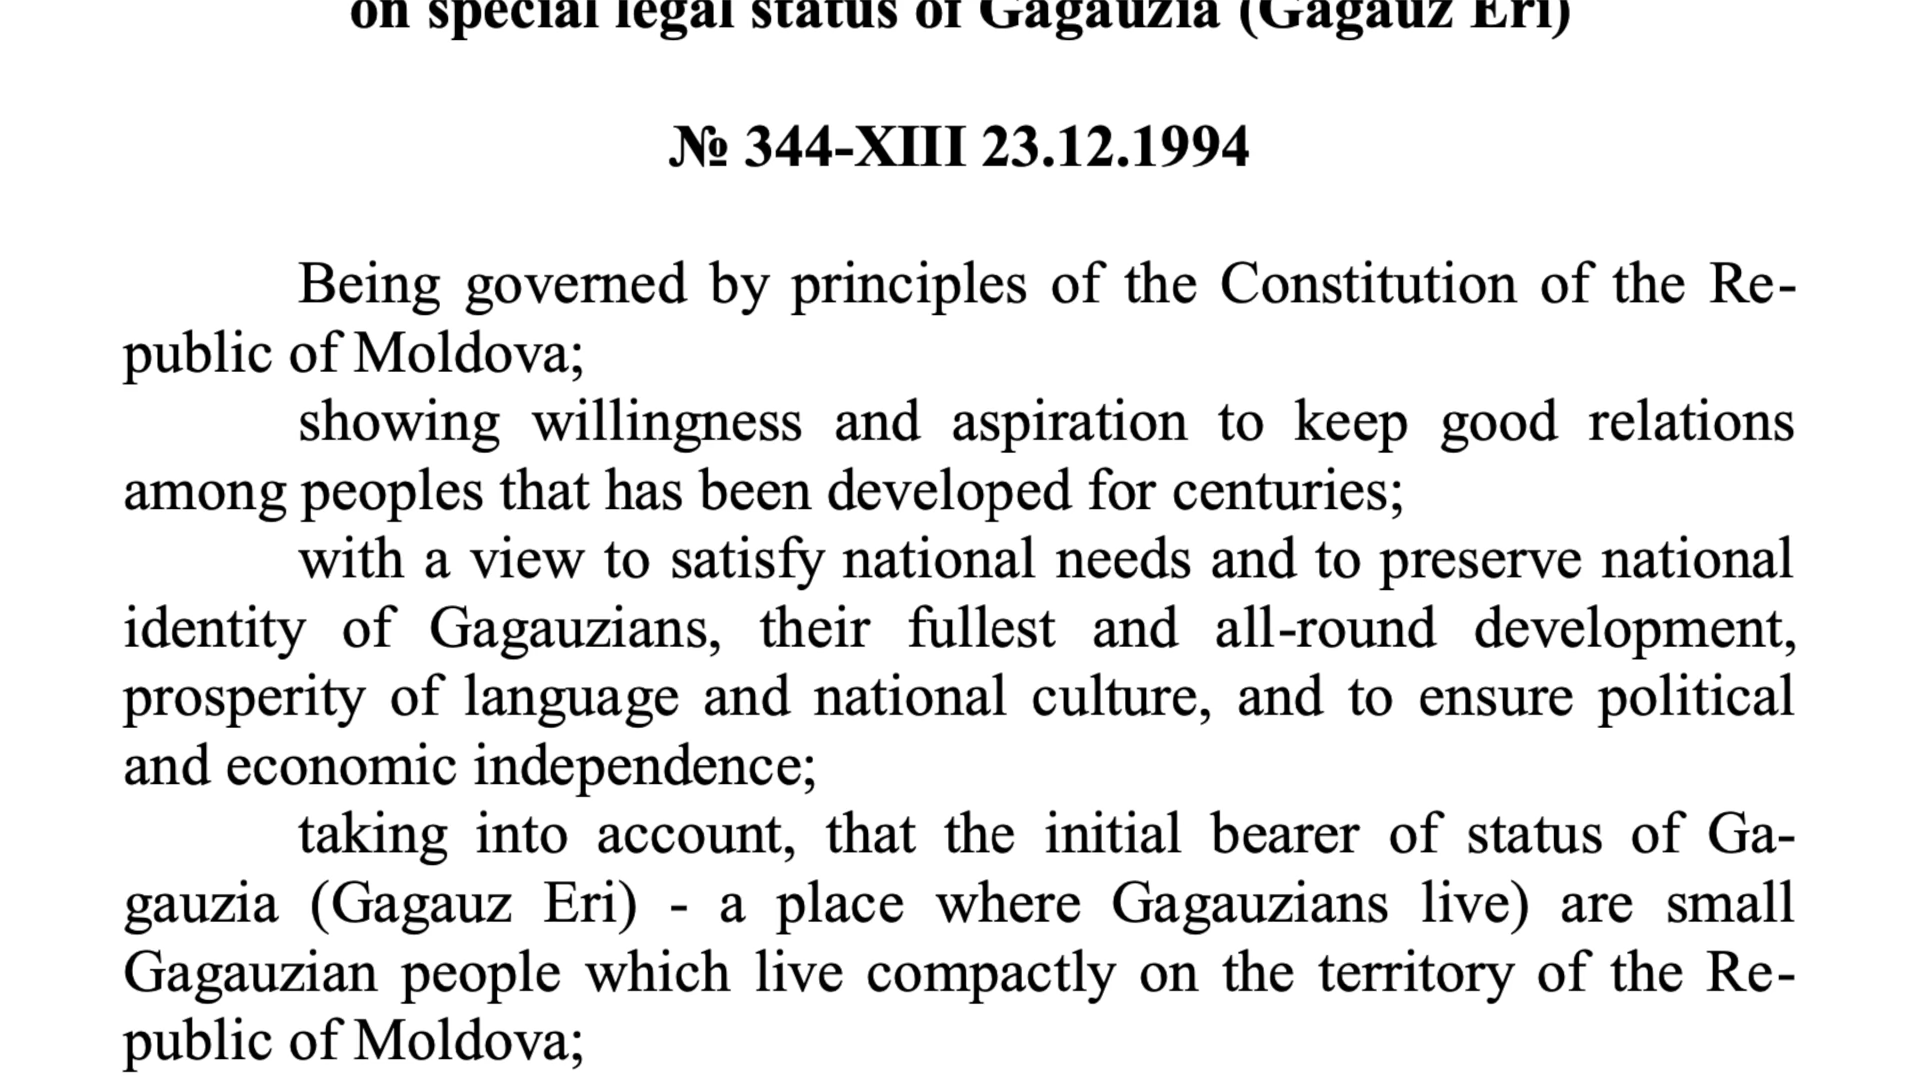 on special legal status of Gagauzia (Gagauz Eri)
№ 344-XIII 23.12.1994
Being governed by principles of the Constitution of the Re-
public of Moldova;
showing willingness and aspiration to keep good relations
among peoples that has been developed for centuries;
with a view to satisfy national needs and to preserve national
identity of Gagauzians, their fullest and all-round development,
prosperity of language and national culture, and to ensure political
and economic independence;
taking into account, that the initial bearer of status of Ga-
gauzia (Gagauz Eri) - a place where Gagauzians live) are small
Gagauzian people which live compactly on the territory of the Re-
public of Moldova;